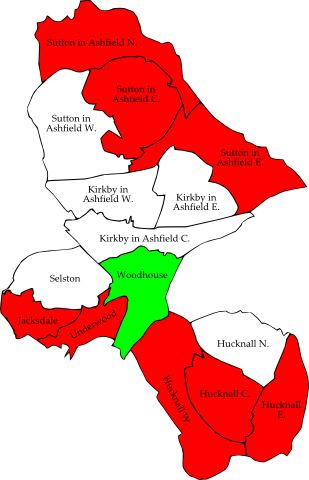 Sutton in Ashfield N.
Sutton in
Ashfield C.
Sutton in
Ashfield W.
Sutton in
Ashfield E.
Kirkby in
Ashfield W.
Kirkby in
Ashfield E.
Kirkby in Ashfield C.
Woodhouse
Selston
Jacksdale
Underwood
Hucknall N.
Hucknall W.
Hucknall C.
Hucknall
E.